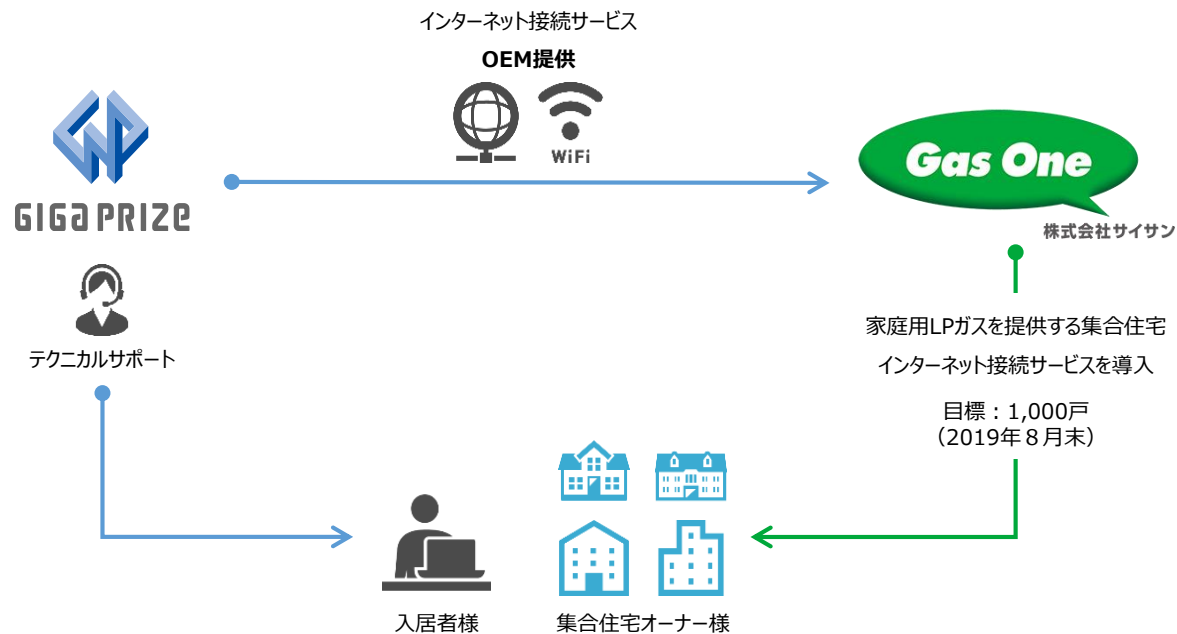 インターネット接続サービス
OEM提供
WiFi
GIGA PRIZE
Gas One
株式会社サイサン
テクニカルサポート
家庭用LPガスを提供する集合住宅
インターネット接続サービスを導入
目標：1,000戸
（2019年８月末）
入居者様
集合住宅オーナー様